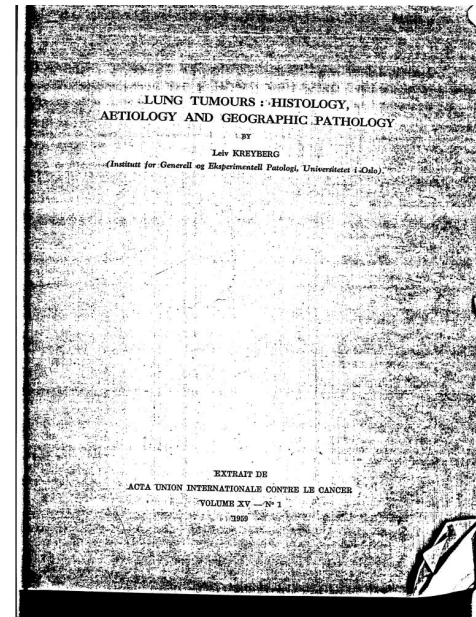 LUNG TUMOURS : HISTOLOGY,
AETIOLOGY AND GEOGRAPHIC PATHOLOGY
BY
Leiv KREYBERG
(Institutt for Generell og Eksperimentell Patologi, Universitetet i Oslo)
EXTRAIT DE
ACTA UNION INTERNATIONALE CONTRE LE CANCER
VOLUME XV — N° 1
1959